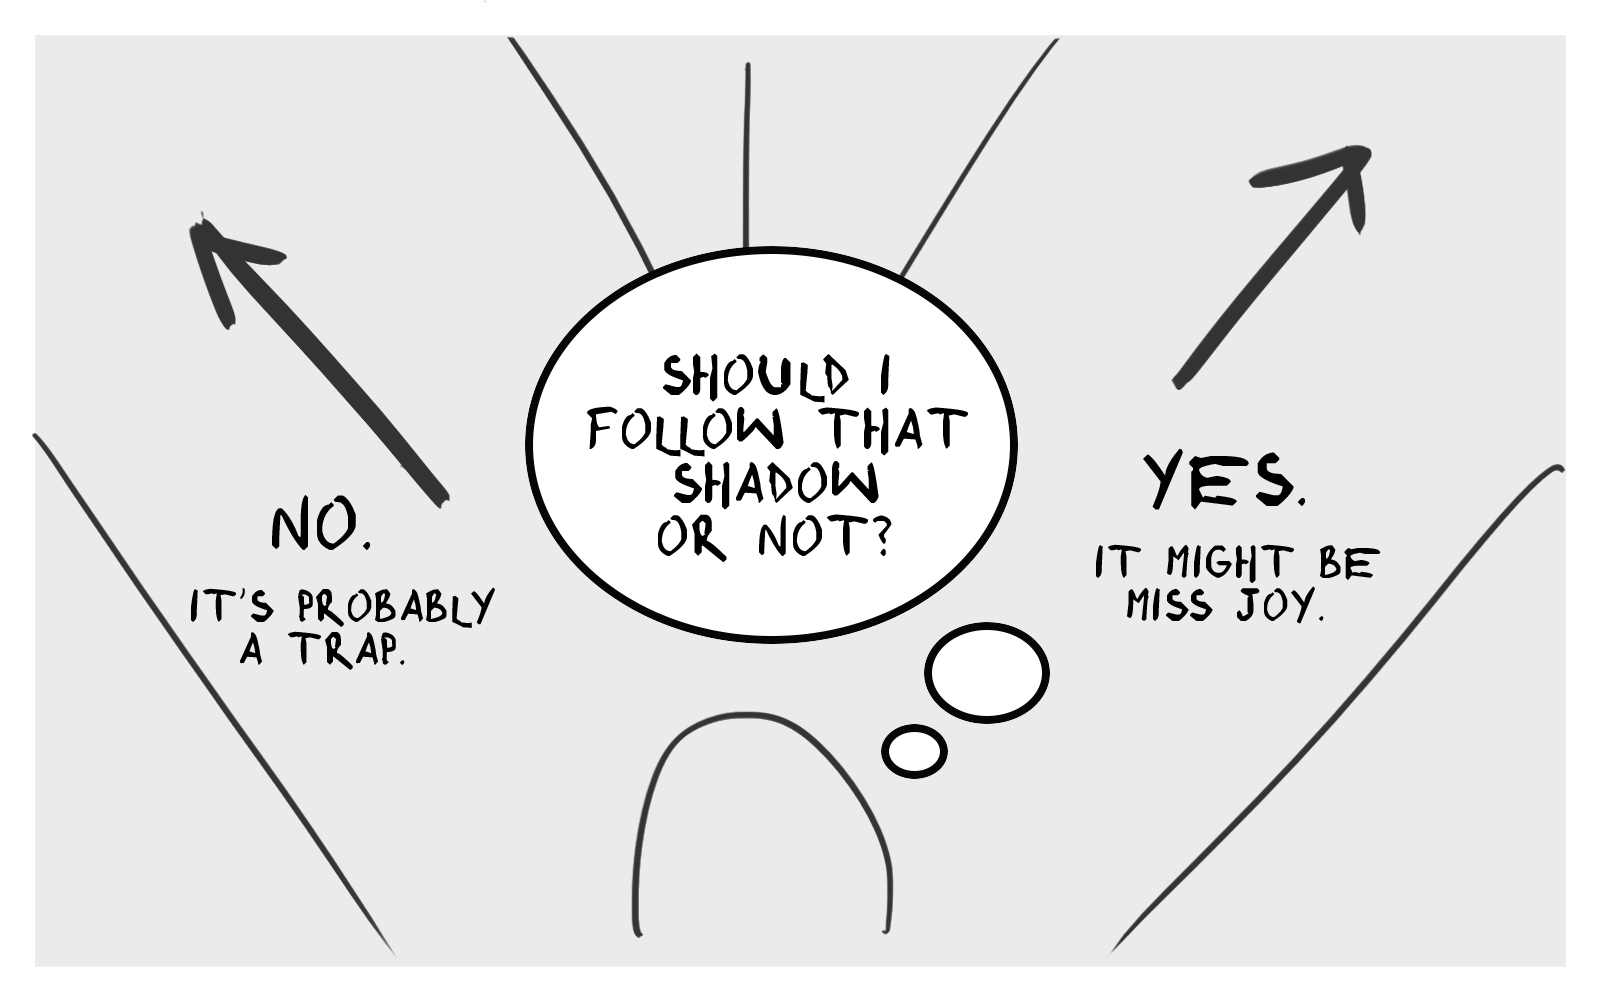 SHOULD I
FOLLOW THAT
SHADOW
OR NOT?
NO.
IT'S PROBABLY
A TRAP.
YES.
IT MIGHT BE
MISS JOY.